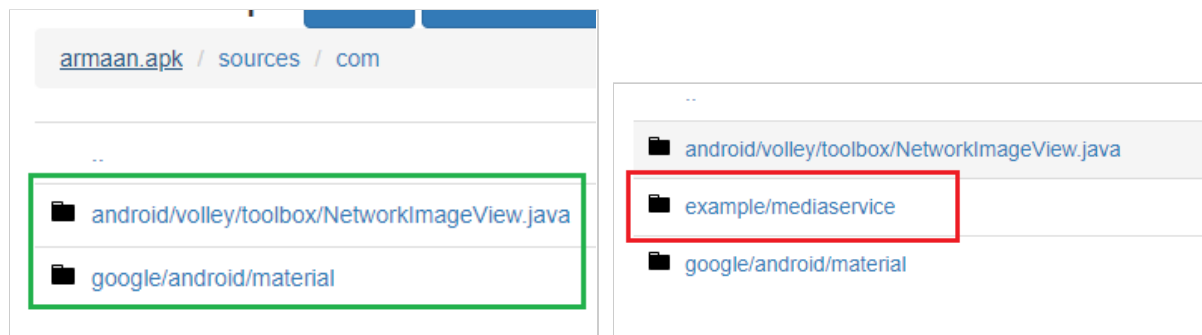 armaan.apk / sources / com
..
android/volley/toolbox/NetworkImageView.java
google/android/material
..
android/volley/toolbox/NetworkImageView.java
example/mediaservice
google/android/material